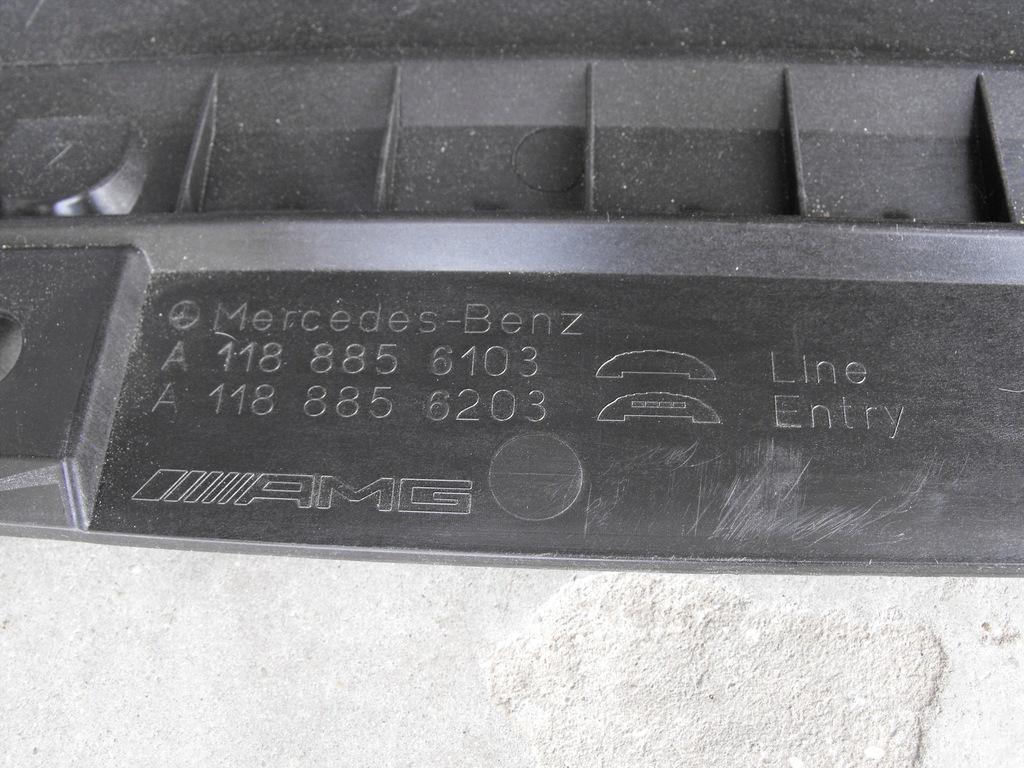 Mercedes-Benz
A 118 885 6103 Line
A 118 885 6203 Entry
AMG